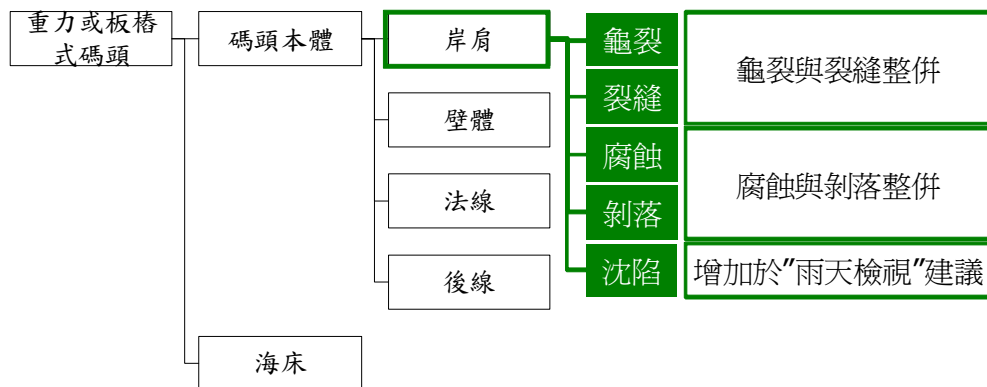 重力或板樁
式碼頭
碼頭本體
岸肩
龜裂
龜裂與裂縫整併
裂縫
壁體
腐蝕
腐蝕與剝落整併
法線
剝落
後線
沈陷
增加於"雨天檢視"建議
海床